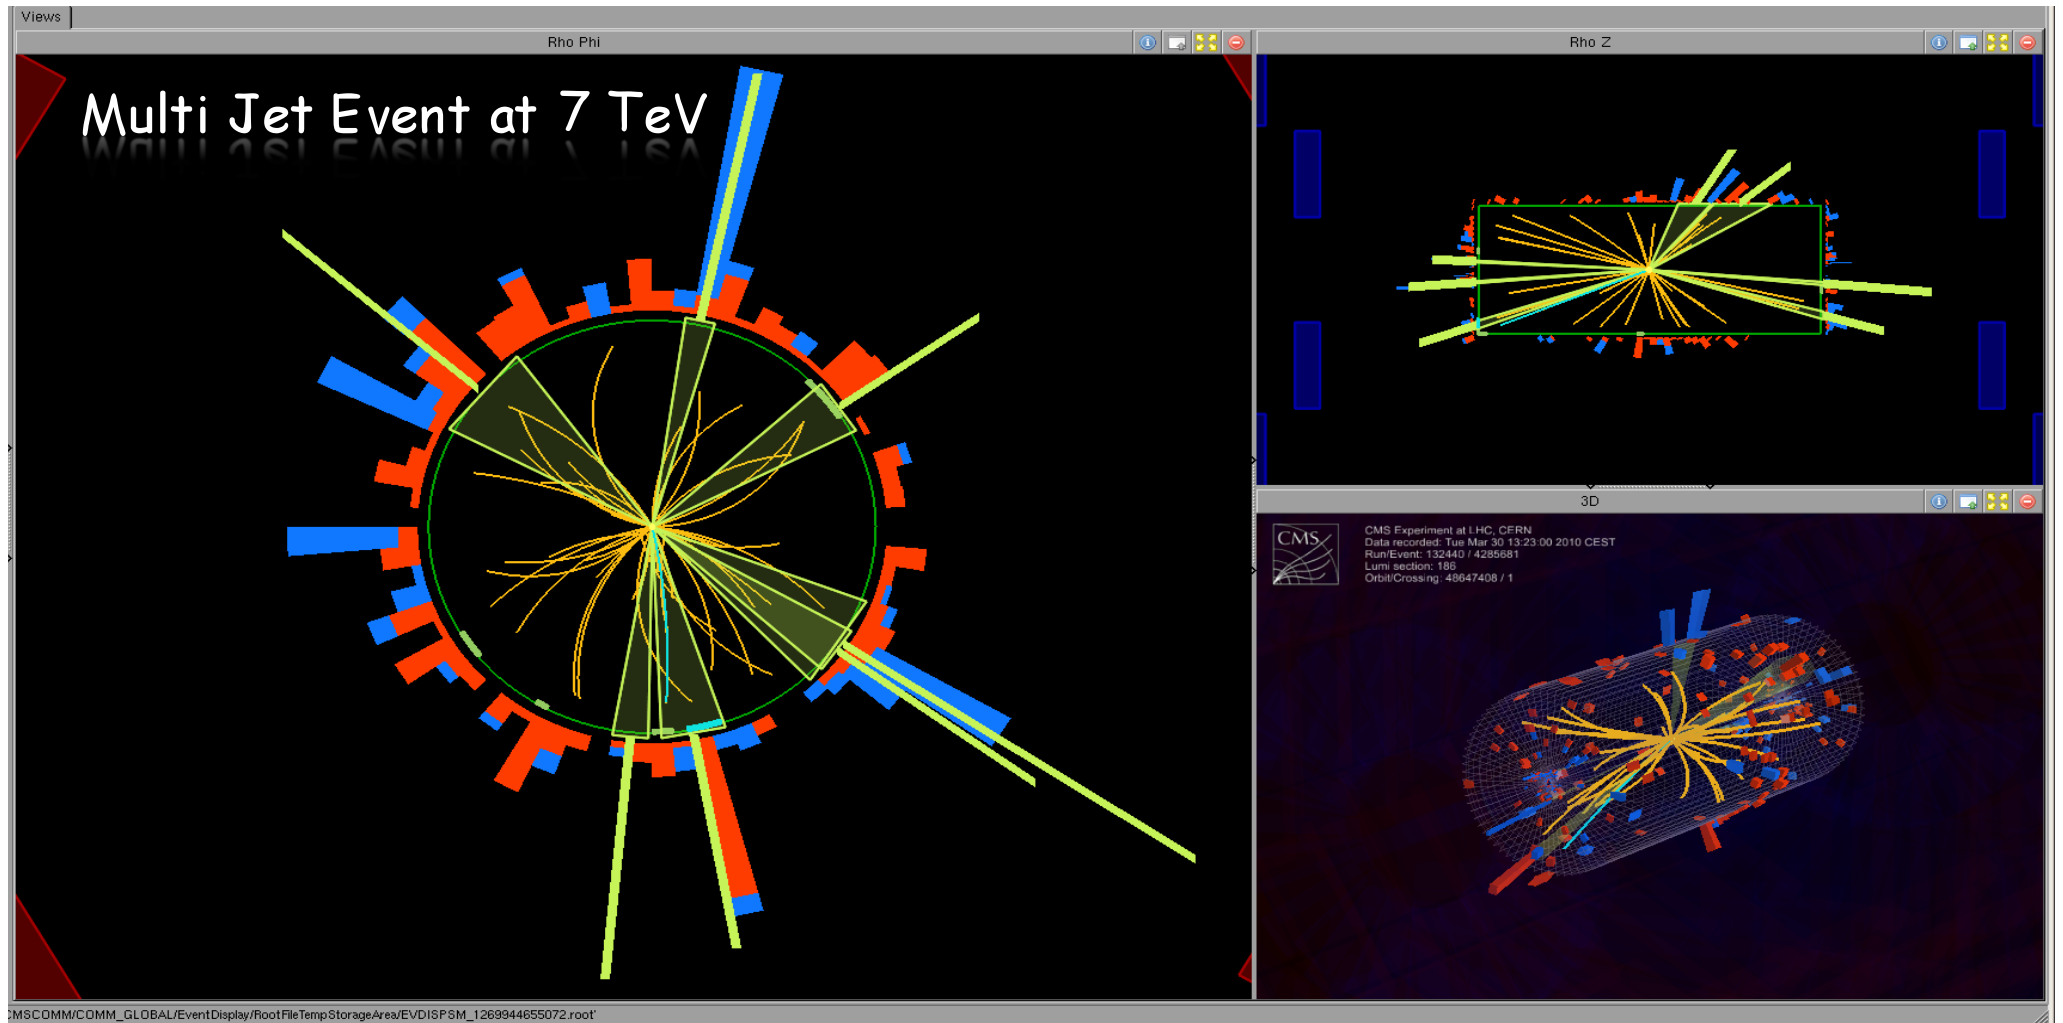 Views
Rho Phi
Multi Jet Event at 7 TeV
Rho Z
3D
CMS
CMS Experiment at LHC, CERN
Data recorded: Tue Mar 30 13:23:00 2010 CEST
Run/Event: 132440 / 4285681
Lumi section: 186
Orbit/Crossing: 48647408 / 1
CMSCOMM/COMM_GLOBAL/EventDisplay/RootFileTempStorageArea/EVDISPSM_1269944655072.root'